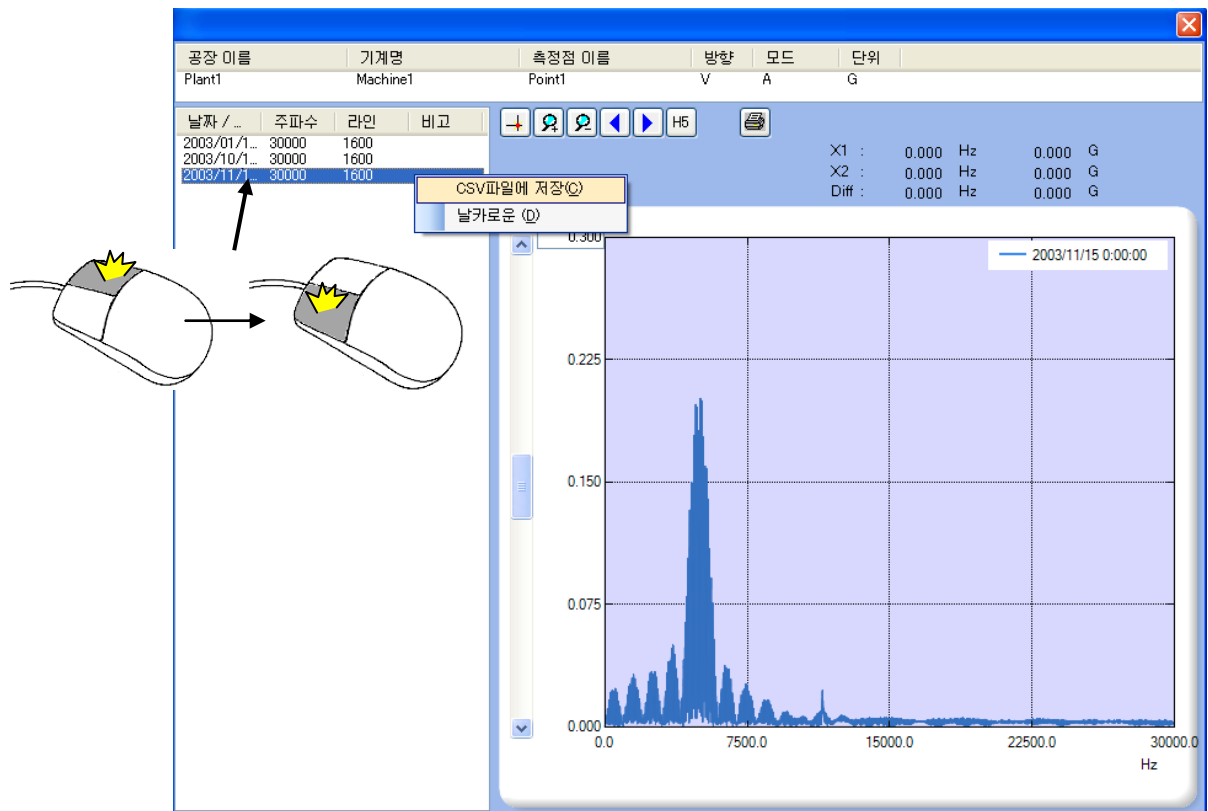 공장 이름 기계명 측정점 이름 방향 모드 단위
Plant1 Machine1 Point1 V A G
날짜 / ... 주파수 라인 비고
2003/01/1... 30000 1600
2003/10/1... 30000 1600
2003/11/1... 30000 1600
H5
X1 : 0.000 Hz 0.000 G
X2 : 0.000 Hz 0.000 G
Diff : 0.000 Hz 0.000 G
CSV파일에 저장(C)
날카로운 (D)
0.300
2003/11/15 0:00:00
0.225
0.150
0.075
0.000
0.0 7500.0 15000.0 22500.0 30000.0
Hz